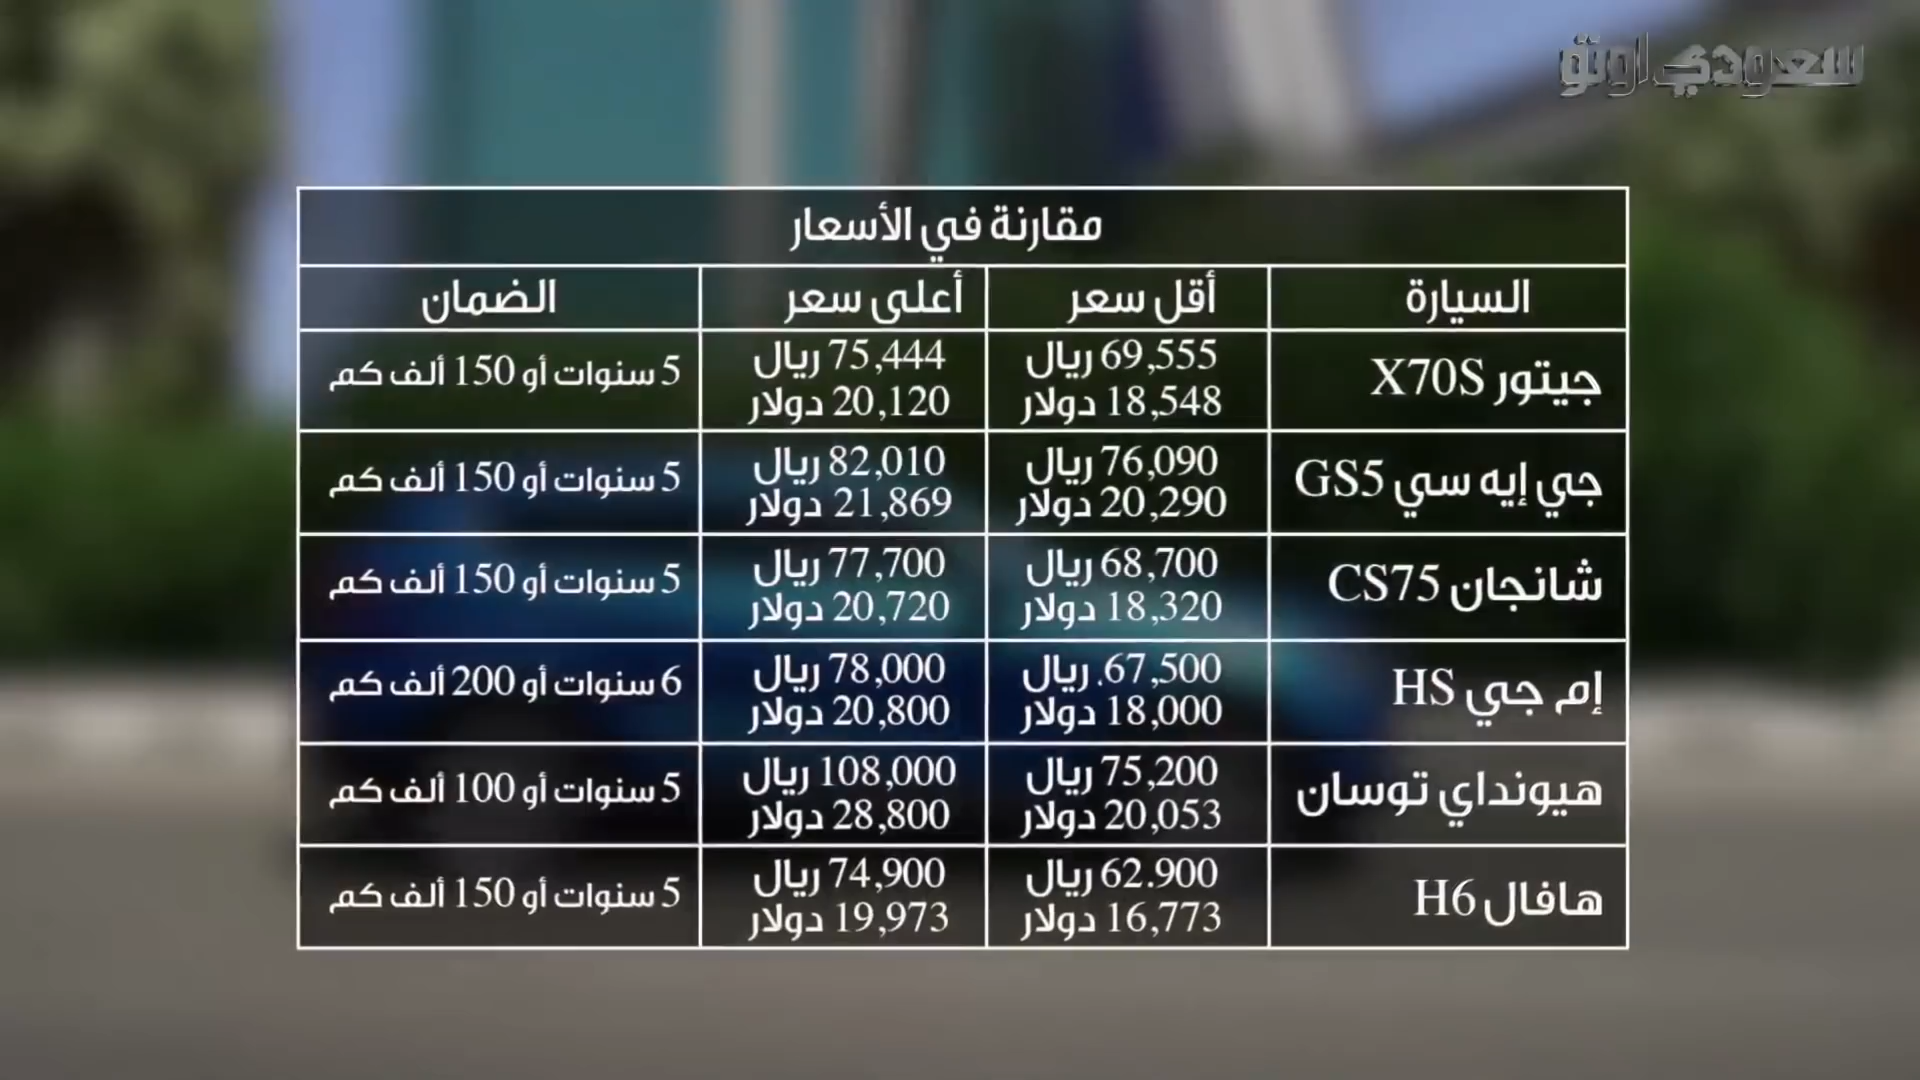 سعودي اوتو
مقارنة في الأسعار
السيارة أقل سعر أعلى سعر الضمان
جيتور X70S 69,555 ريال 75,444 ريال 5 سنوات أو 150 ألف كم
18,548 دولار 20,120 دولار
جي إيه سي GS5 76,090 ريال 82,010 ريال 5 سنوات أو 150 ألف كم
20,290 دولار 21,869 دولار
شانجان CS75 68,700 ريال 77,700 ريال 5 سنوات أو 150 ألف كم
18,320 دولار 20,720 دولار
إم جي HS 67,500. ريال 78,000 ريال 6 سنوات أو 200 ألف كم
18,000 دولار 20,800 دولار
هيونداي توسان 75,200 ريال 108,000 ريال 5 سنوات أو 100 ألف كم
20,053 دولار 28,800 دولار
هافال H6 62.900 ريال 74,900 ريال 5 سنوات أو 150 ألف كم
16,773 دولار 19,973 دولار